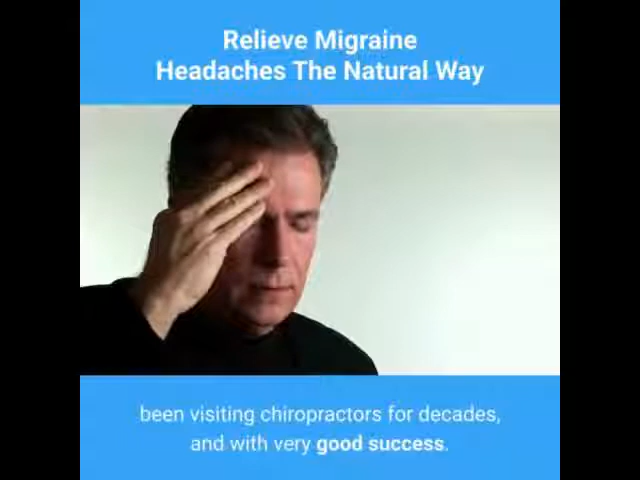 Relieve Migraine
Headaches The Natural Way
been visiting chiropractors for decades,
and with very good success.